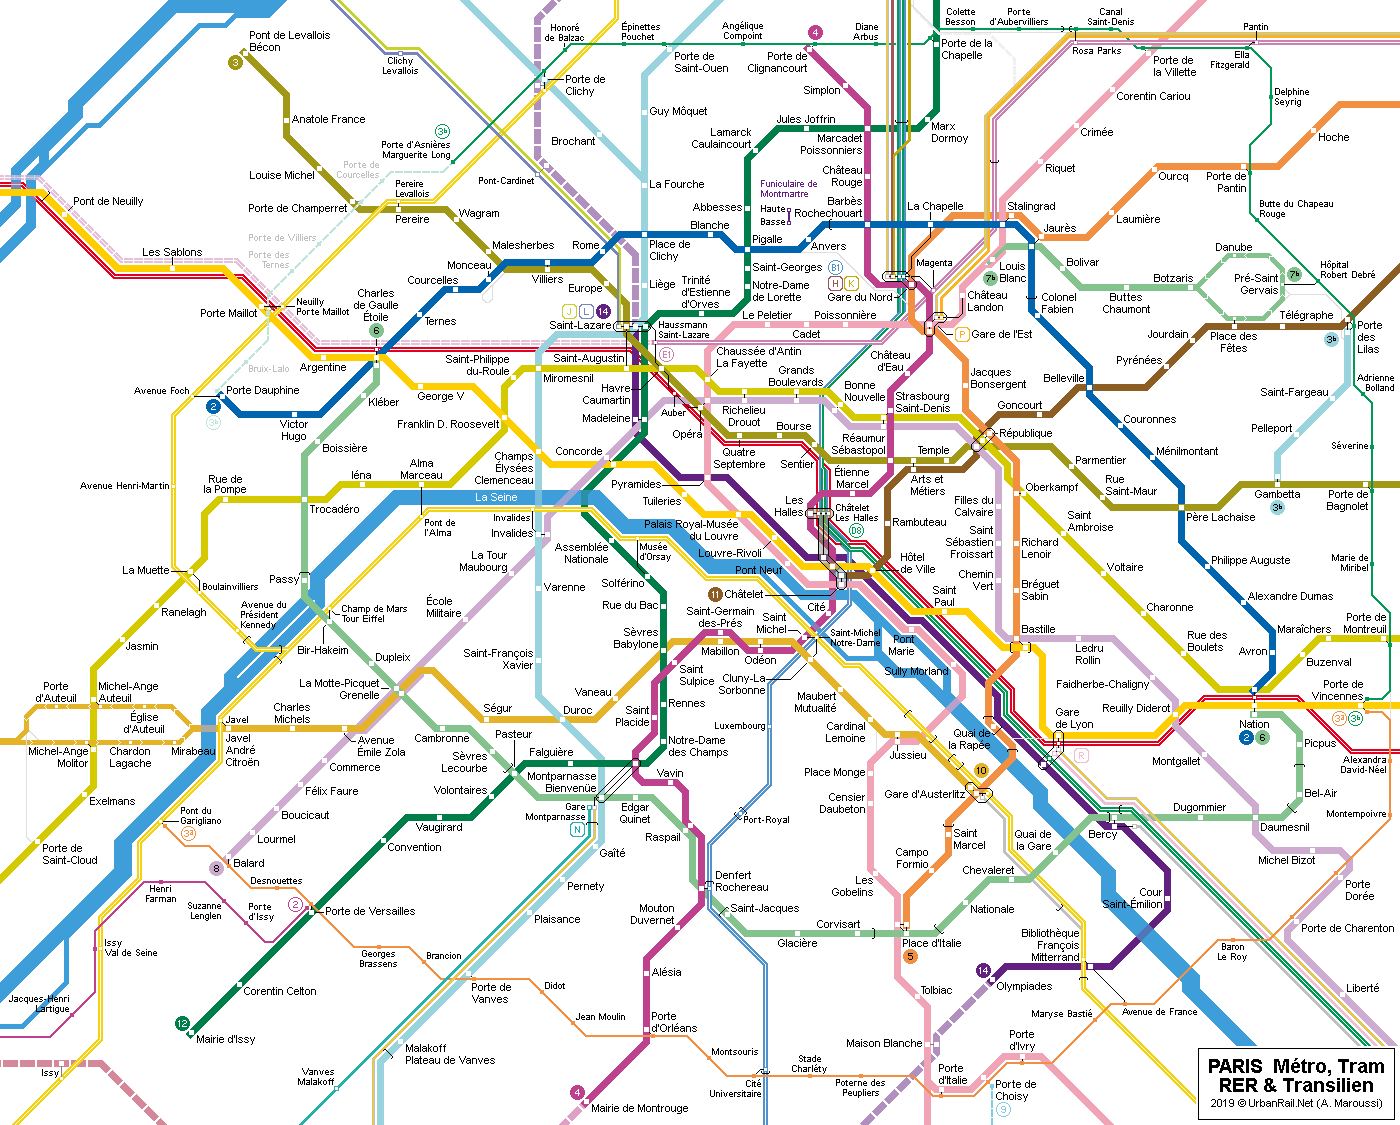 Pont de Levallois
Bécon
3
Clichy
Levallois
Honoré
de Balzac
Épinettes
Pouchet
Angélique
Compoint
4
Porte de
Clignancourt
Diane
Arbus
Colette
Besson
Porte
d'Aubervilliers
Canal
Saint-Denis
Pantin
Porte de
Saint-Ouen
Porte de la
Chapelle
Rosa Parks
Porte de
la Villette
Ella
Fitzgerald
Porte de
Clichy
Simplon
Corentin Cariou
Delphine
Seyrig
Anatole France
Guy Môquet
3b
Porte d'Asnières
Marguerite Long
Brochant
Lamarck
Caulaincourt
Jules Joffrin
Marcadet
Poissonniers
Marx
Dormoy
Crimée
Hoche
Louise Michel
Porte de
Courcelles
Pereire
Levallois
Pont-Cardinet
La Fourche
Funiculaire de
Montmartre
Haute
Basse
Château
Rouge
Riquet
Ourcq
Porte de
Pantin
Pont de Neuilly
Porte de Champerret
Pereire
Wagram
Abbesses
Barbès
Rochechouart
La Chapelle
Stalingrad
Laumière
Butte du Chapeau
Rouge
Porte de Villiers
Malesherbes
Rome
Place de
Clichy
Blanche
Pigalle
Anvers
Jaurès
Les Sablons
Porte des
Ternes
Monceau
Villiers
Europe
Courcelles
Liège
Trinité
d'Estienne
d'Orves
Saint-Georges
Notre-Dame
de Lorette
B1
H
K
Gare du Nord
Magenta
7b
Louis
Blanc
Bolivar
Botzaris
Danube
Pré-Saint
Gervais
7b
Hôpital
Robert Debré
Buttes
Chaumont
Charles
de Gaulle
Étoile
6
Neuilly
Porte Maillot
Porte Maillot
Ternes
J
L
14
Saint-Lazare
Haussmann
Saint-Lazare
Le Peletier
Poissonnière
Cadet
Château
Landon
P
Gare de l'Est
Colonel
Fabien
Jourdain
Place des
Fêtes
Télégraphe
3b
Porte
des
Lilas
Argentine
Bruix-Lalo
Saint-Philippe
du-Roule
Saint-Augustin
E1
Chaussée d'Antin
La Fayette
Château
d'Eau
Pyrénées
Avenue Foch
Porte Dauphine
2
3b
Kléber
George V
Miromesnil
Havre
Caumartin
Grands
Boulevards
Bonne
Nouvelle
Jacques
Bonsergent
Belleville
Adrienne
Bolland
Saint-Fargeau
Victor
Hugo
Franklin D. Roosevelt
Madeleine
Auber
Opéra
Richelieu
Drouot
Strasbourg
Saint-Denis
Goncourt
Couronnes
Pelleport
Boissière
Bourse
Réaumur
Sébastopol
République
Séverine
Champs
Élysées
Clemenceau
Concorde
Quatre
Septembre
Sentier
Temple
Ménilmontant
Iéna
Alma
Marceau
Parmentier
Avenue Henri-Martin
Rue de
la Pompe
Pyramides
Tuileries
Étienne
Marcel
Arts et
Métiers
Rue
Saint-Maur
Oberkampf
Gambetta
3b
Porte de
Bagnolet
La Seine
Trocadéro
Pont de
l'Alma
Invalides
Invalides
Palais Royal-Musée
du Louvre
Les
Halles
Châtelet
Les Halles
D8
Rambuteau
Filles du
Calvaire
Saint
Ambroise
Père Lachaise
Musée
d'Orsay
Louvre-Rivoli
Assemblée
Nationale
La Tour
Maubourg
Saint
Sébastien
Froissart
Richard
Lenoir
Pont Neuf
Hôtel
de Ville
Philippe Auguste
Marie de
Miribel
La Muette
Boulainvilliers
Passy
Varenne
Solférino
11
Châtelet
Chemin
Vert
Bréguet
Sabin
Voltaire
Alexandre Dumas
Ranelagh
Avenue du
Président
Kennedy
Champ de Mars
Tour Eiffel
École
Militaire
Rue du Bac
Saint-Germain
des-Prés
Saint
Michel
Cité
Saint
Paul
Charonne
Maraîchers
Porte de
Montreuil
Jasmin
Bir-Hakeim
Dupleix
Sèvres
Babylone
Mabillon
Odéon
Saint-Michel
Notre-Dame
Pont
Marie
Bastille
Rue des
Boulets
Avron
Buzenval
Saint-François
Xavier
Saint
Sulpice
Cluny-La
Sorbonne
Sully Morland
Ledru
Rollin
Porte
d'Auteuil
Michel-Ange
Auteuil
La Motte-Picquet
Grenelle
Vaneau
Maubert
Mutualité
Faidherbe-Chaligny
Porte de
Vincennes
Église
d'Auteuil
Javel
Charles
Michels
Ségur
Duroc
Saint
Placide
Rennes
Luxembourg
Cardinal
Lemoine
Quai de
la Rapée
Gare
de Lyon
Reuilly Diderot
Nation
2
6
3a
3b
Michel-Ange
Molitor
Chardon
Lagache
Mirabeau
Javel
André
Citroën
Avenue
Émile Zola
Cambronne
Pasteur
Falguière
Notre-Dame
des Champs
Jussieu
R
Montgallet
Picpus
Alexandra
David-Néel
Commerce
Sèvres
Lecourbe
Montparnasse
Bienvenüe
Vavin
Place Monge
10
Gare d'Austerlitz
Exelmans
Félix Faure
Volontaires
Gare
Montparnasse
N
Edgar
Quinet
Censier
Daubenton
Dugommier
Bel-Air
Pont du
Garigliano
3a
Boucicaut
Vaugirard
Port-Royal
Montempoivre
Lourmel
Convention
Raspail
Saint
Marcel
Quai de
la Gare
Bercy
Daumesnil
Porte de
Saint-Cloud
8
Balard
Gaîté
Campo
Formio
Chevaleret
Michel Bizot
Desnouettes
Pernety
Denfert
Rochereau
Les
Gobelins
Cour
Saint-Émilion
Porte
Dorée
Henri
Farman
Suzanne
Lenglen
Porte
d'Issy
2
Porte de Versailles
Plaisance
Mouton
Duvernet
Saint-Jacques
Corvisart
Nationale
Porte de Charenton
Issy
Val de Seine
Georges
Brassens
Brancion
Glacière
Place d'Italie
5
Bibliothèque
François
Mitterrand
Baron
Le Roy
Jacques-Henri
Lartigue
Corentin Celton
Porte de
Vanves
Alésia
14
Olympiades
Liberté
Didot
Tolbiac
12
Mairie d'Issy
Jean Moulin
Porte
d'Orléans
Maryse Bastié
Avenue de France
Malakoff
Plateau de Vanves
Montsouris
Stade
Charléty
Maison Blanche
Porte
d'Ivry
Issy
Vanves
Malakoff
Cité
Universitaire
Poterne des
Peupliers
Porte
d'Italie
Porte de
Choisy
9
4
Mairie de Montrouge
PARIS Métro, Tram
RER & Transilien
2019 © UrbanRail.Net (A. Maroussi)